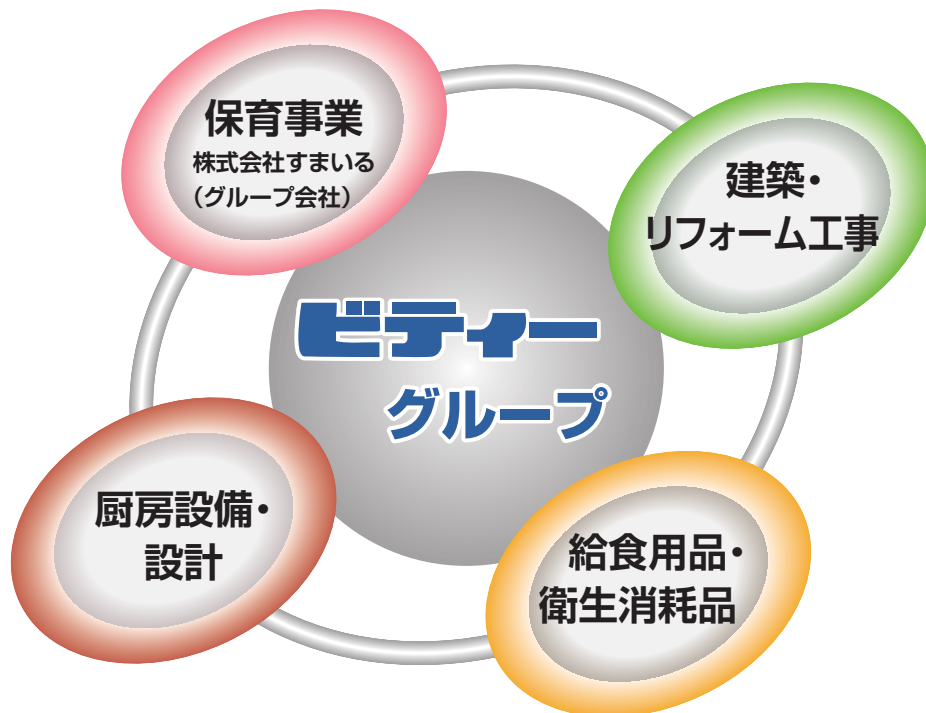 保育事業
株式会社すまいる
（グループ会社）
建築・
リフォーム工事
ビティー
グループ
厨房設備・
設計
給食用品・
衛生消耗品